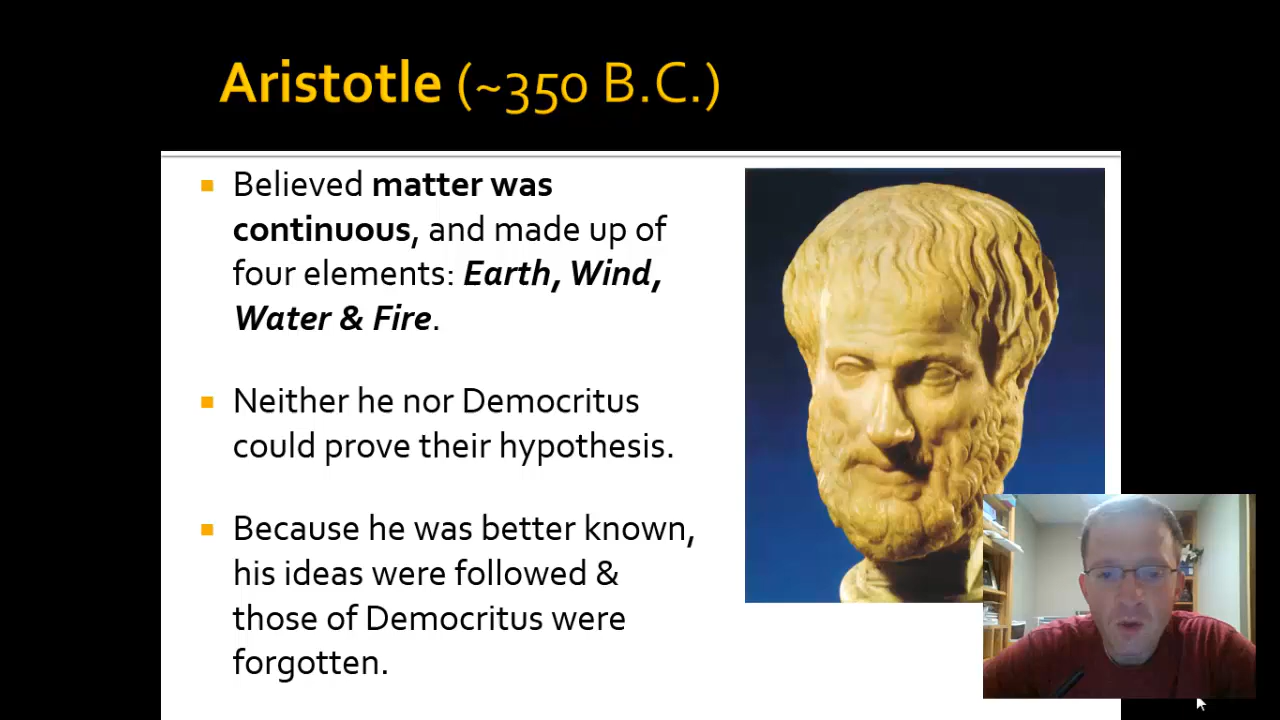 Aristotle (~350 B.C.)
Believed matter was
continuous, and made up of
four elements: Earth, Wind,
Water & Fire.
Neither he nor Democritus
could prove their hypothesis.
Because he was better known,
his ideas were followed &
those of Democritus were
forgotten.